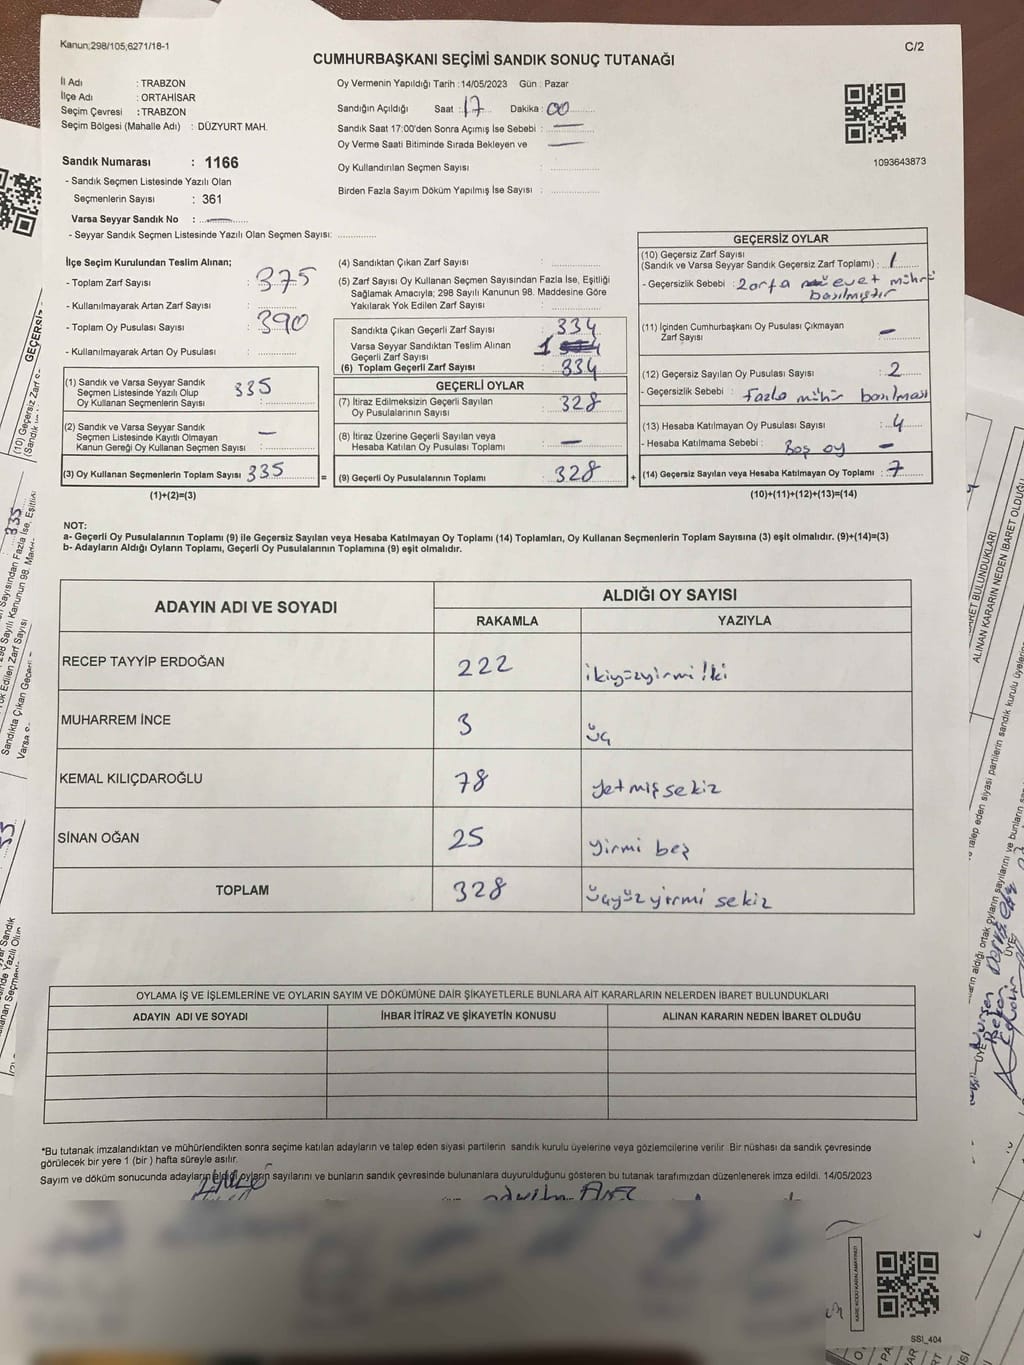 Kanun;298/105;6271/18-1
C/2
CUMHURBAŞKANI SEÇİMİ SANDIK SONUÇ TUTANAĞI
İl Adı : TRABZON
İlçe Adı : ORTAHİSAR
Seçim Çevresi : TRABZON
Seçim Bölgesi (Mahalle Adı) : DÜZYURT MAH.
Sandık Numarası : 1166
- Sandık Seçmen Listesinde Yazılı Olan
Seçmenlerin Sayısı : 361
Varsa Seyyar Sandık No : —
- Seyyar Sandık Seçmen Listesinde Yazılı Olan Seçmen Sayısı:
Oy Vermenin Yapıldığı Tarih : 14/05/2023 Gün : Pazar
Sandığın Açıldığı Saat : 17 Dakika : 00
Sandık Saat 17:00'den Sonra Açımış İse Sebebi : —
Oy Verme Saati Bitiminde Sırada Bekleyen ve —
Oy Kullandırılan Seçmen Sayısı :
Birden Fazla Sayım Döküm Yapılmış İse Sayısı :
1093643873
İlçe Seçim Kurulundan Teslim Alınan;
- Toplam Zarf Sayısı : 375
- Kullanılmayarak Artan Zarf Sayısı :
- Toplam Oy Pusulası Sayısı : 390
- Kullanılmayarak Artan Oy Pusulası :
(1) Sandık ve Varsa Seyyar Sandık
Seçmen Listesinde Yazılı Olup 335
Oy Kullanan Seçmenlerin Sayısı :
(2) Sandık ve Varsa Seyyar Sandık
Seçmen Listesinde Kayıtlı Olmayan —
Kanun Gereği Oy Kullanan Seçmen Sayısı :
(3) Oy Kullanan Seçmenlerin Toplam Sayısı 335
(1)+(2)=(3)
=
(4) Sandıktan Çıkan Zarf Sayısı :
(5) Zarf Sayısı Oy Kullanan Seçmen Sayısından Fazla İse, Eşitliği
Sağlamak Amacıyla; 298 Sayılı Kanunun 98. Maddesine Göre
Yakılarak Yok Edilen Zarf Sayısı :
Sandıkta Çıkan Geçerli Zarf Sayısı : 334
Varsa Seyyar Sandıktan Teslim Alınan
Geçerli Zarf Sayısı : 1
(6) Toplam Geçerli Zarf Sayısı : 334
GEÇERLİ OYLAR
(7) İtiraz Edilmeksizin Geçerli Sayılan
Oy Pusulalarının Sayısı : 328
(8) İtiraz Üzerine Geçerli Sayılan veya
Hesaba Katılan Oy Pusulası Toplamı : —
(9) Geçerli Oy Pusulalarının Toplamı : 328
+
GEÇERSİZ OYLAR
(10) Geçersiz Zarf Sayısı
(Sandık ve Varsa Seyyar Sandık Geçersiz Zarf Toplamı) : 1
- Geçersizlik Sebebi : Zarfa evet mührü
basılmıştır
(11) İçinden Cumhurbaşkanı Oy Pusulası Çıkmayan
Zarf Sayısı : —
(12) Geçersiz Sayılan Oy Pusulası Sayısı : 2
- Geçersizlik Sebebi : Fazla mühür basılması
(13) Hesaba Katılmayan Oy Pusulası Sayısı : 4
- Hesaba Katılmama Sebebi : Boş oy —
(14) Geçersiz Sayılan veya Hesaba Katılmayan Oy Toplamı : 7
(10)+(11)+(12)+(13)=(14)
NOT:
a- Geçerli Oy Pusulalarının Toplamı (9) ile Geçersiz Sayılan veya Hesaba Katılmayan Oy Toplamı (14) Toplamları, Oy Kullanan Seçmenlerin Toplam Sayısına (3) eşit olmalıdır. (9)+(14)=(3)
b- Adayların Aldığı Oyların Toplamı, Geçerli Oy Pusulalarının Toplamına (9) eşit olmalıdır.
ADAYIN ADI VE SOYADI
ALDIĞI OY SAYISI
RAKAMLA YAZIYLA
RECEP TAYYİP ERDOĞAN 222 ikiyüzyirmi iki
MUHARREM İNCE 3 üç
KEMAL KILIÇDAROĞLU 78 yetmişsekiz
SİNAN OĞAN 25 yirmi beş
TOPLAM 328 üçyüzyirmi sekiz
OYLAMA İŞ VE İŞLEMLERİNE VE OYLARIN SAYIM VE DÖKÜMÜNE DAİR ŞİKAYETLERLE BUNLARA AİT KARARLARIN NELERDEN İBARET BULUNDUKLARI
ADAYIN ADI VE SOYADI İHBAR İTİRAZ VE ŞİKAYETİN KONUSU ALINAN KARARIN NEDEN İBARET OLDUĞU
*Bu tutanak imzalandıktan ve mühürlendikten sonra seçime katılan adayların ve talep eden siyasi partilerin sandık kurulu üyelerine veya gözlemcilerine verilir. Bir nüshası da sandık çevresinde
görülecek bir yere 1 (bir ) hafta süreyle asılır.
Sayım ve döküm sonucunda adayların aldığı oyların sayılarını ve bunların sandık çevresinde bulunanlara duyurulduğunu gösteren bu tutanak tarafımızdan düzenlenerek imza edildi. 14/05/2023
SSI_404